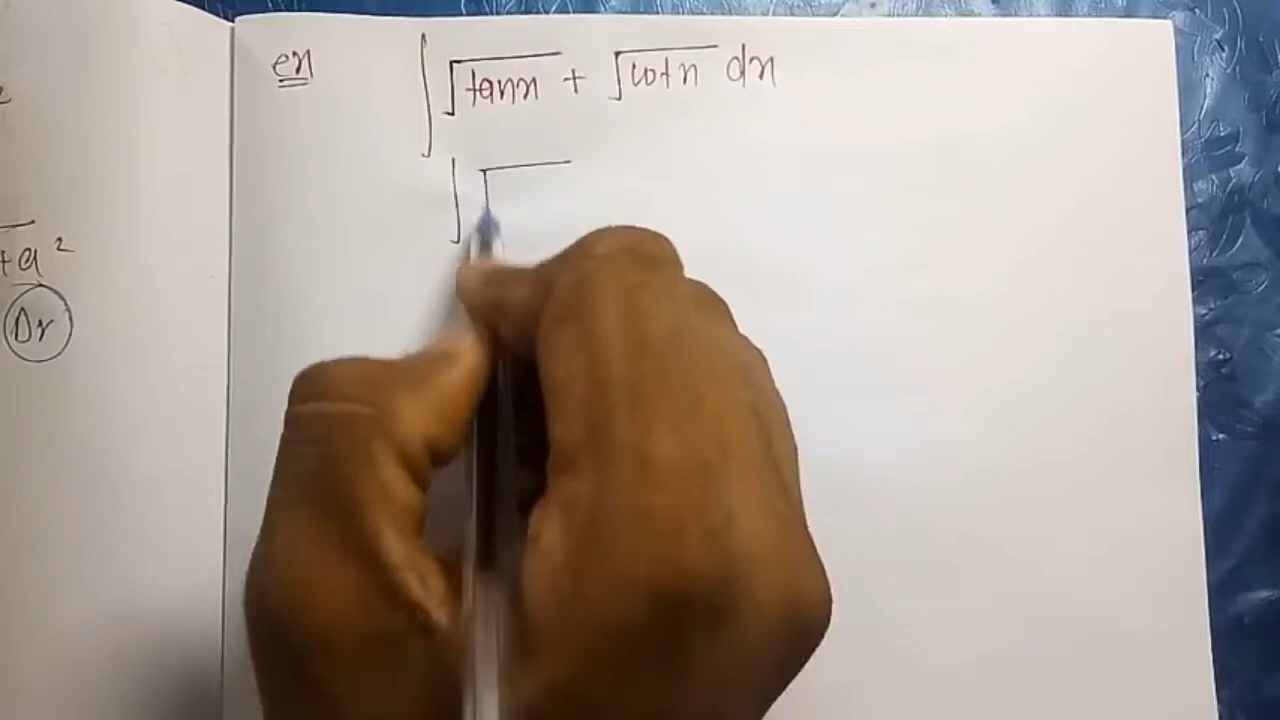 ex ∫ √tanx + √cotx dx
∫ √
+a²
Or